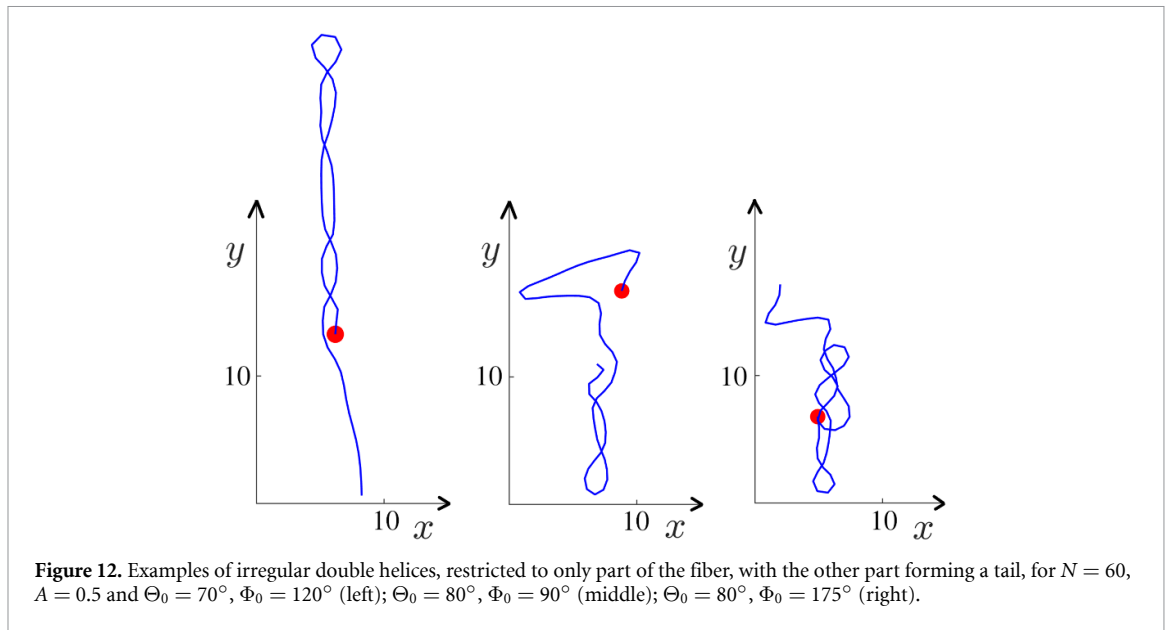 y
10
10
x
y
10
10
x
y
10
10
x
Figure 12. Examples of irregular double helices, restricted to only part of the fiber, with the other part forming a tail, for N = 60,
A = 0.5 and Θ₀ = 70°, Φ₀ = 120° (left); Θ₀ = 80°, Φ₀ = 90° (middle); Θ₀ = 80°, Φ₀ = 175° (right).